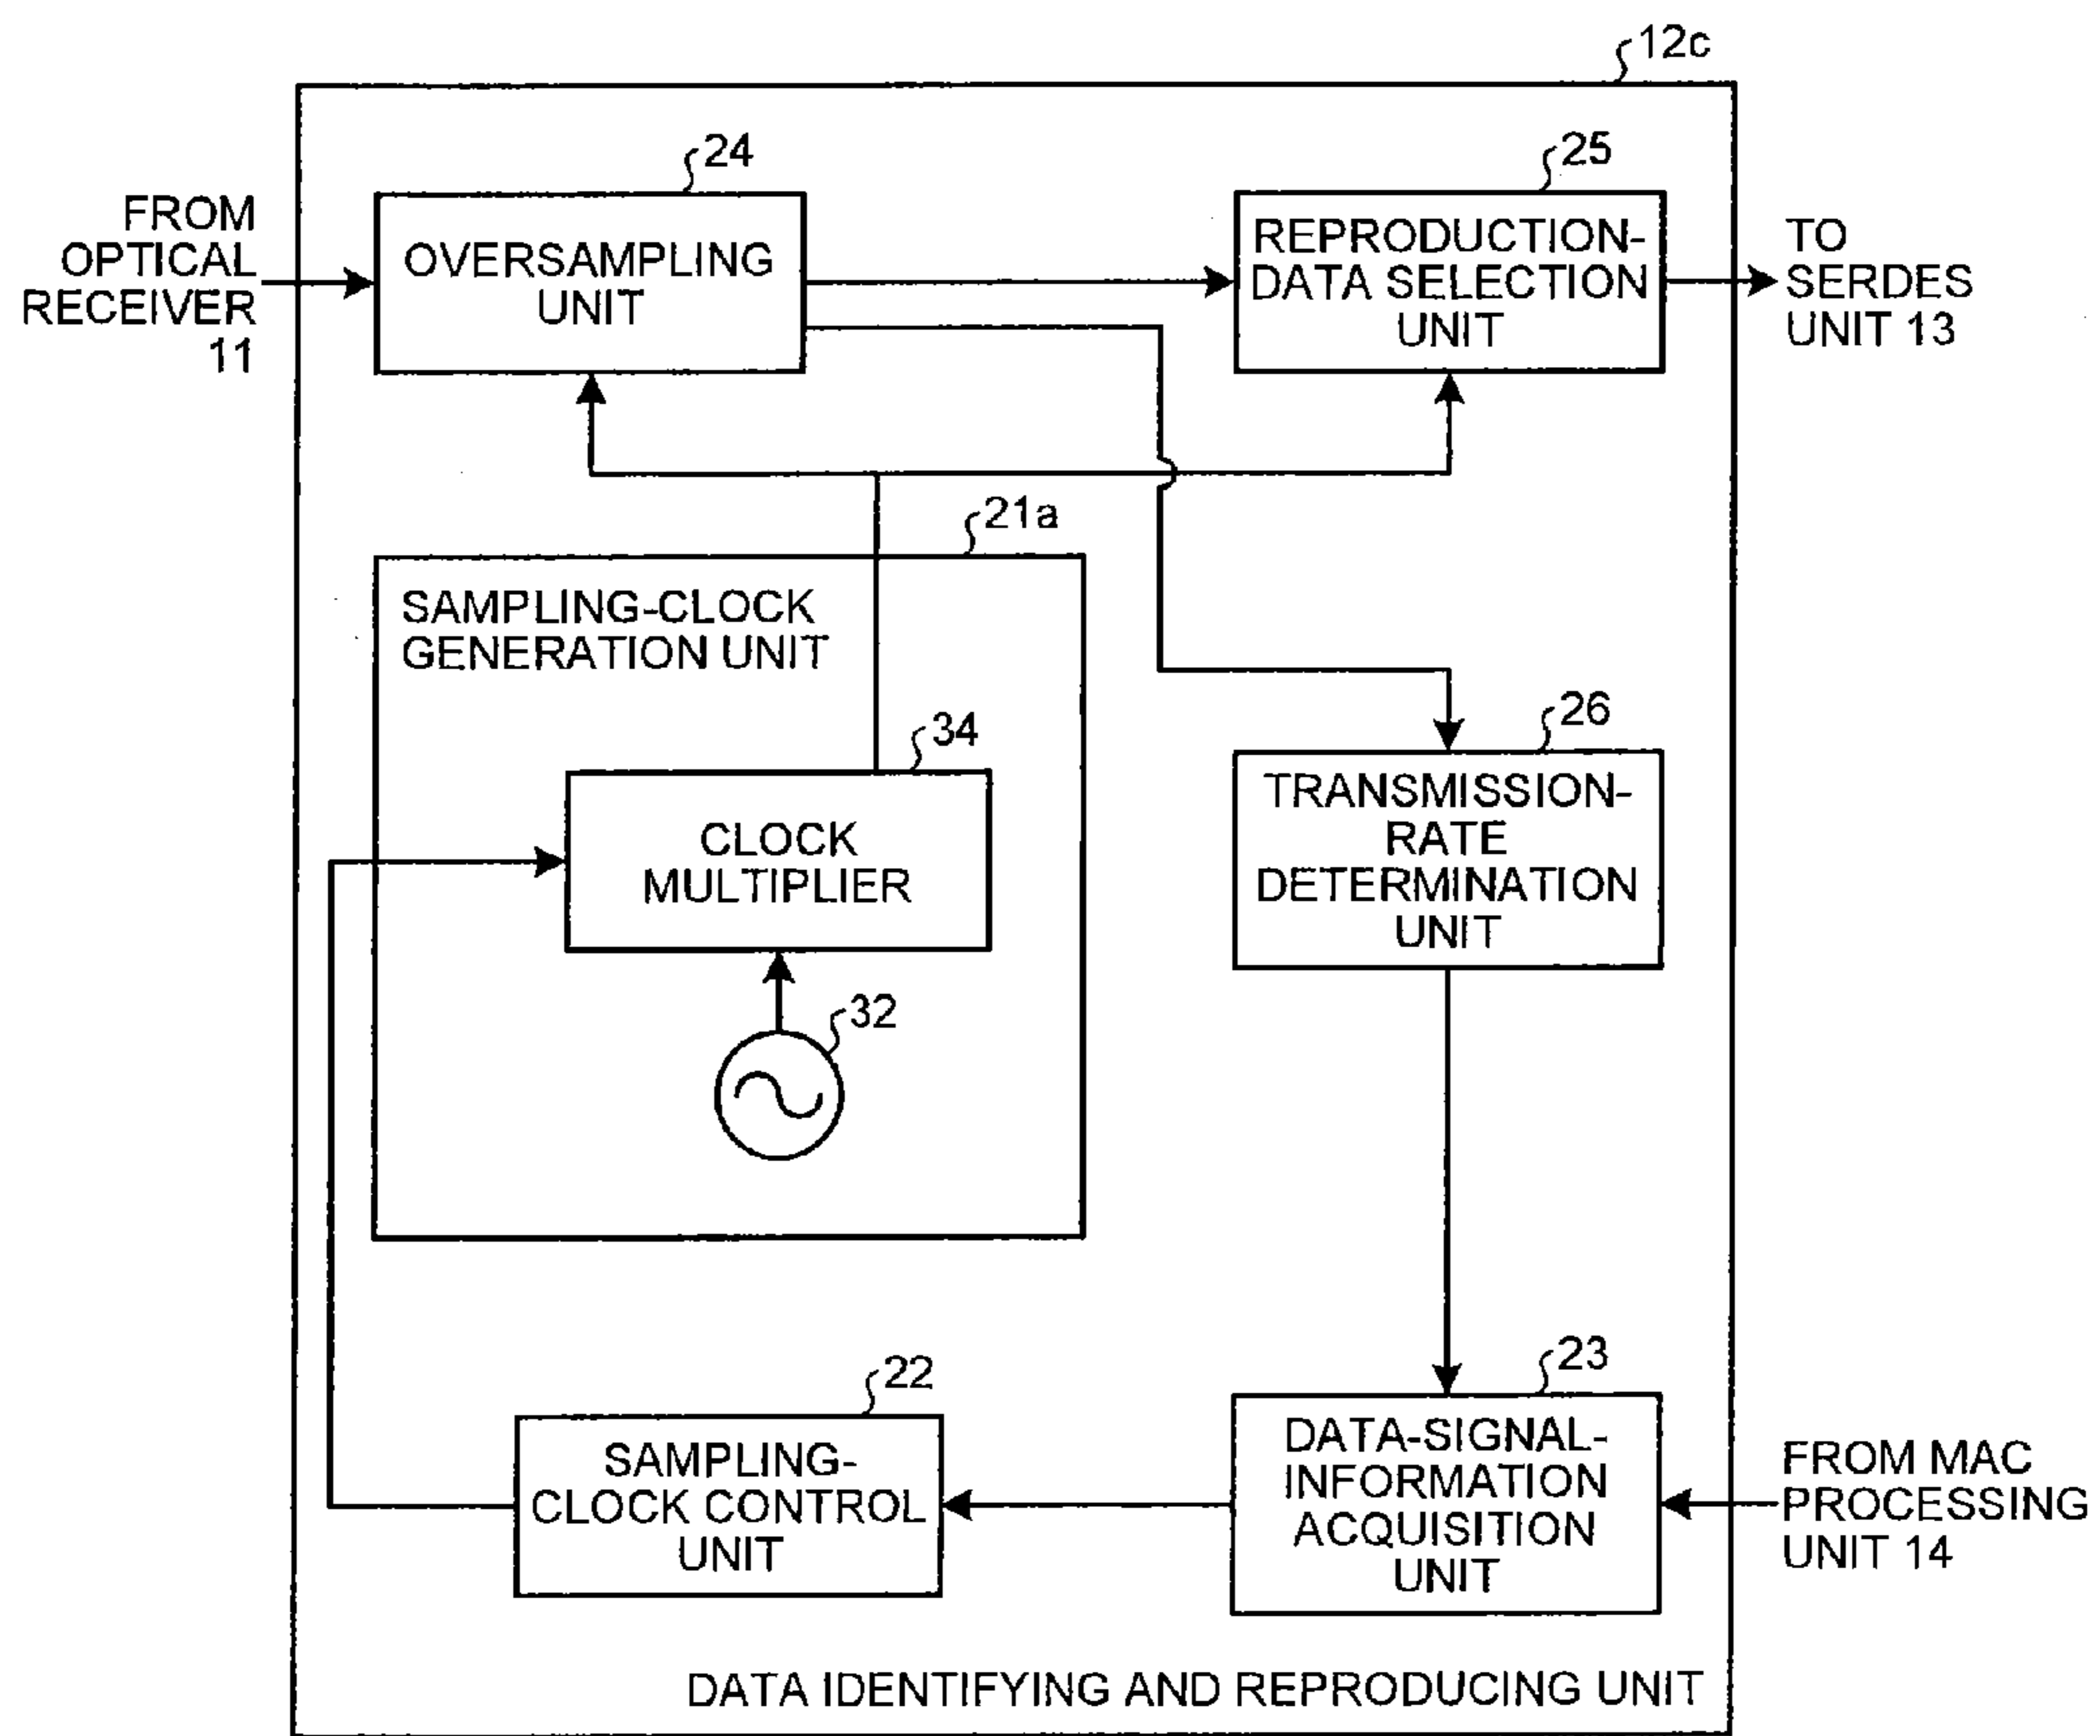 12c
24
25
FROM
OPTICAL
RECEIVER
11
OVERSAMPLING
UNIT
REPRODUCTION-
DATA SELECTION
UNIT
TO
SERDES
UNIT 13
21a
SAMPLING-CLOCK
GENERATION UNIT
34
CLOCK
MULTIPLIER
32
26
TRANSMISSION-
RATE
DETERMINATION
UNIT
22
SAMPLING-
CLOCK CONTROL
UNIT
23
DATA-SIGNAL-
INFORMATION
ACQUISITION
UNIT
FROM MAC
PROCESSING
UNIT 14
DATA IDENTIFYING AND REPRODUCING UNIT